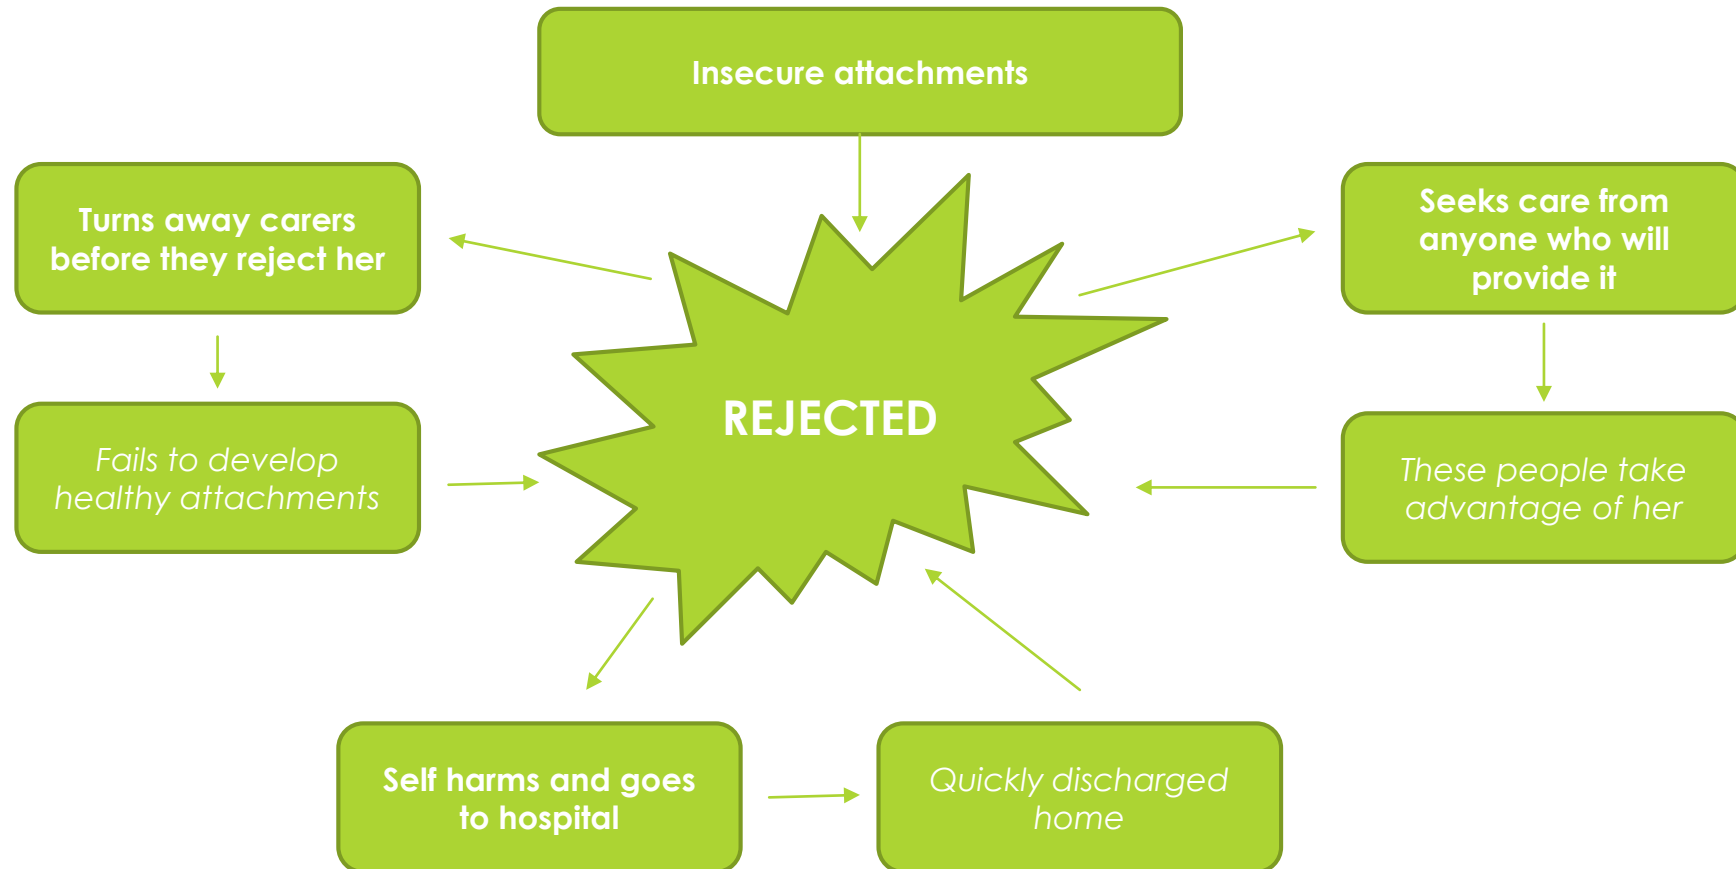 Insecure attachments
Turns away carers
before they reject her
Seeks care from
anyone who will
provide it
REJECTED
Fails to develop
healthy attachments
These people take
advantage of her
Self harms and goes
to hospital
Quickly discharged
home